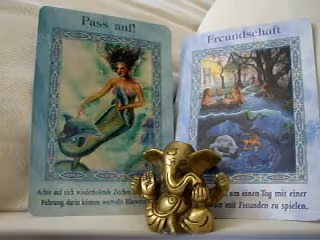 Pass auf!
Achte auf sich wiederholende Zeichen
Führung, darin können wertvolle Hinweise
Freundschaft
um einen Tag mit einer
mit Freunden zu spielen.